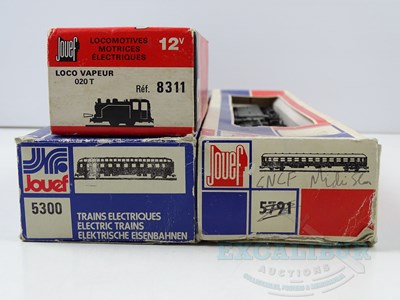 Jouef
LOCOMOTIVES
MOTRICES
ÉLECTRIQUES
12V
LOCO VAPEUR
020 T
Réf. 8311
Jouef
5300
TRAINS ELECTRIQUES
ELECTRIC TRAINS
ELEKTRISCHE EISENBAHNEN
Jouef
SNCF
5791
EXCALIBUR
AUCTIONS